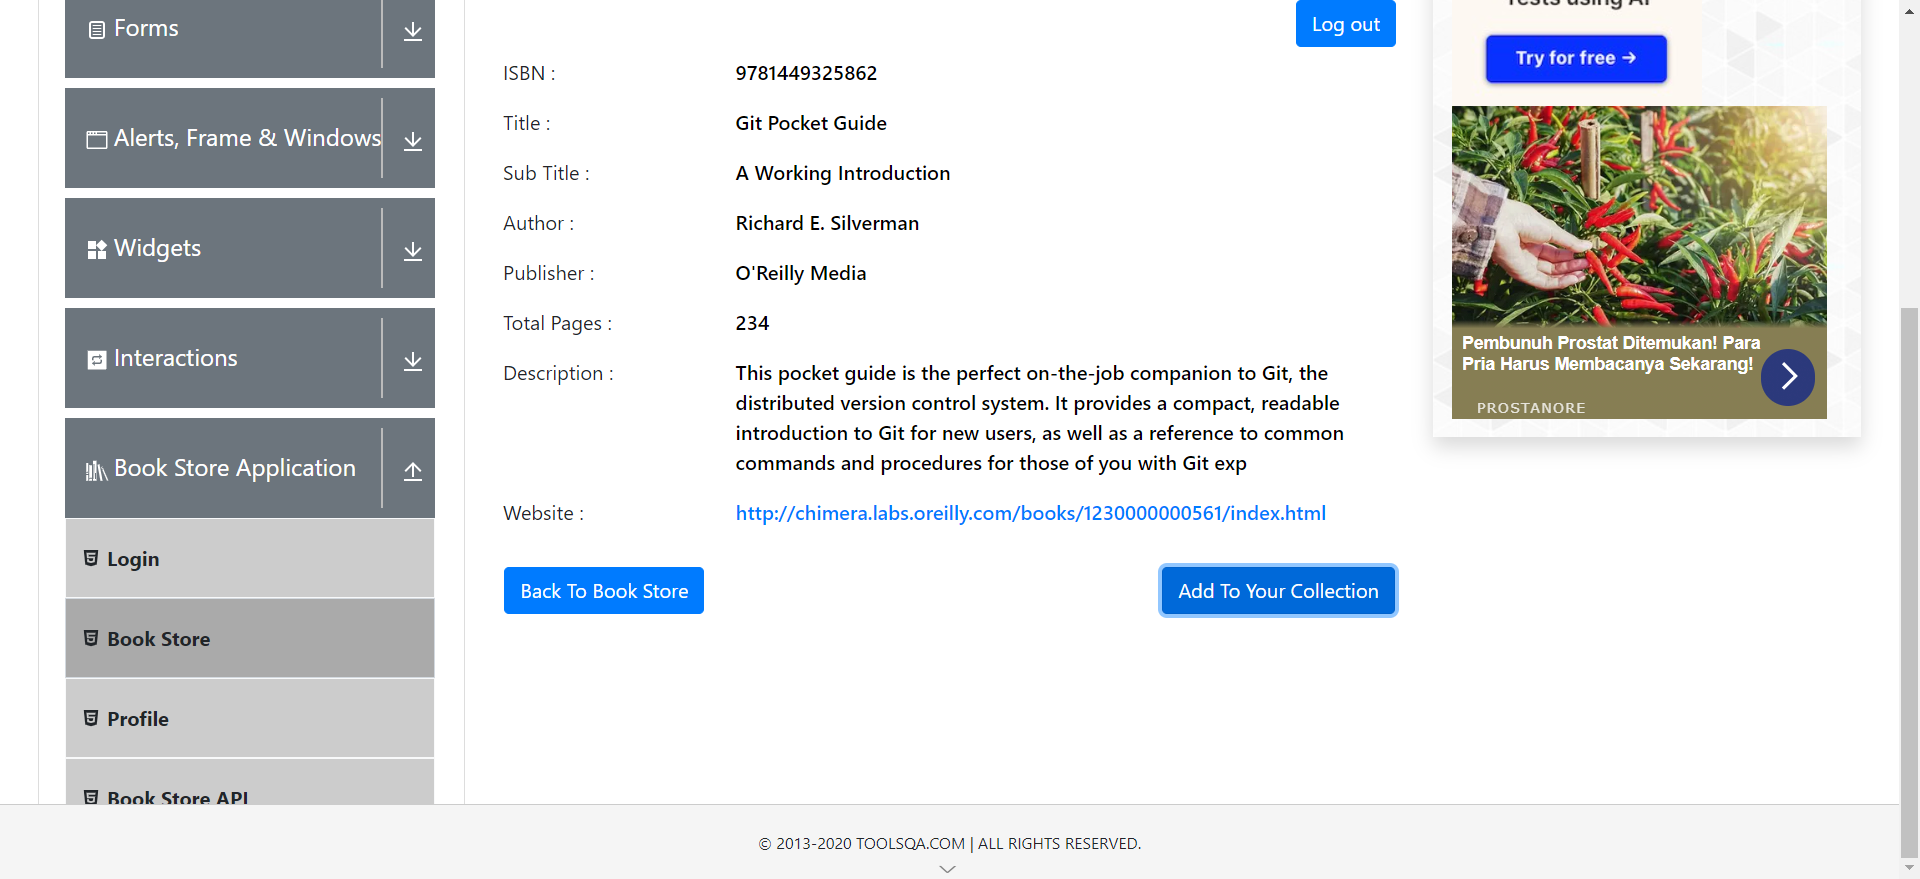 Forms
Alerts, Frame & Windows
Widgets
Interactions
Book Store Application
Login
Book Store
Profile
Book Store API
Log out
ISBN :
9781449325862
Title :
Git Pocket Guide
Sub Title :
A Working Introduction
Author :
Richard E. Silverman
Publisher :
O'Reilly Media
Total Pages :
234
Description :
This pocket guide is the perfect on-the-job companion to Git, the
distributed version control system. It provides a compact, readable
introduction to Git for new users, as well as a reference to common
commands and procedures for those of you with Git exp
Website :
http://chimera.labs.oreilly.com/books/1230000000561/index.html
Back To Book Store
Add To Your Collection
Tests using AI
Try for free →
Pembunuh Prostat Ditemukan! Para
Pria Harus Membacanya Sekarang!
PROSTANORE
© 2013-2020 TOOLSQA.COM | ALL RIGHTS RESERVED.